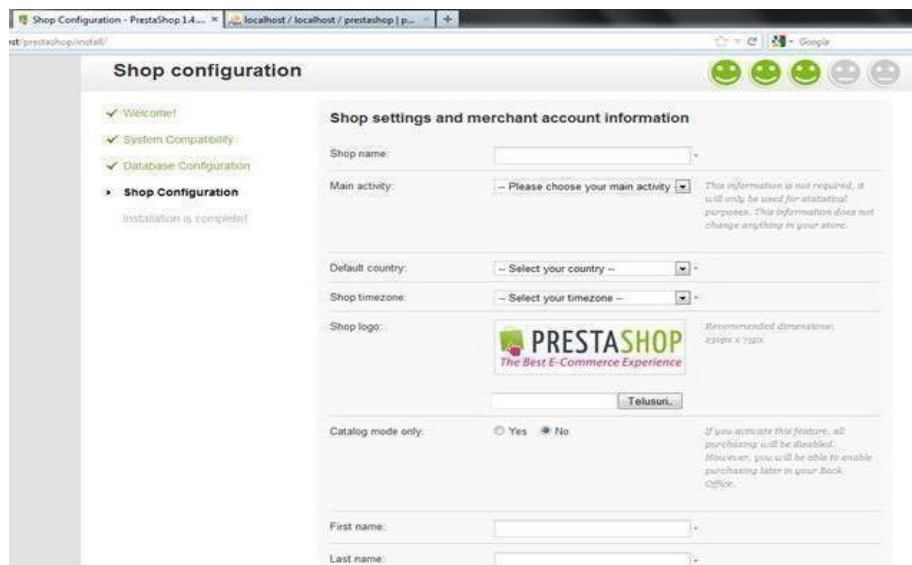 Shop Configuration - PrestaShop 1.4.... ×
localhost / localhost / prestashop | p... ×
+
st/prestashop/install/
Google
Shop configuration
Welcome!
System Compatibility
Database Configuration
Shop Configuration
Installation is complete!
Shop settings and merchant account information
Shop name: *
Main activity: -- Please choose your main activity
This information is not required, it
will only be used for statistical
purposes. This information does not
change anything in your store.
Default country: -- Select your country -- *
Shop timezone: -- Select your timezone -- *
Shop logo:
PRESTASHOP
The Best E-Commerce Experience
Recommended dimensions:
230px x 75px
Telusuri..
Catalog mode only: Yes No
If you activate this feature, all
purchasing will be disabled.
However, you will be able to enable
purchasing later in your Back
Office.
First name: *
Last name: *